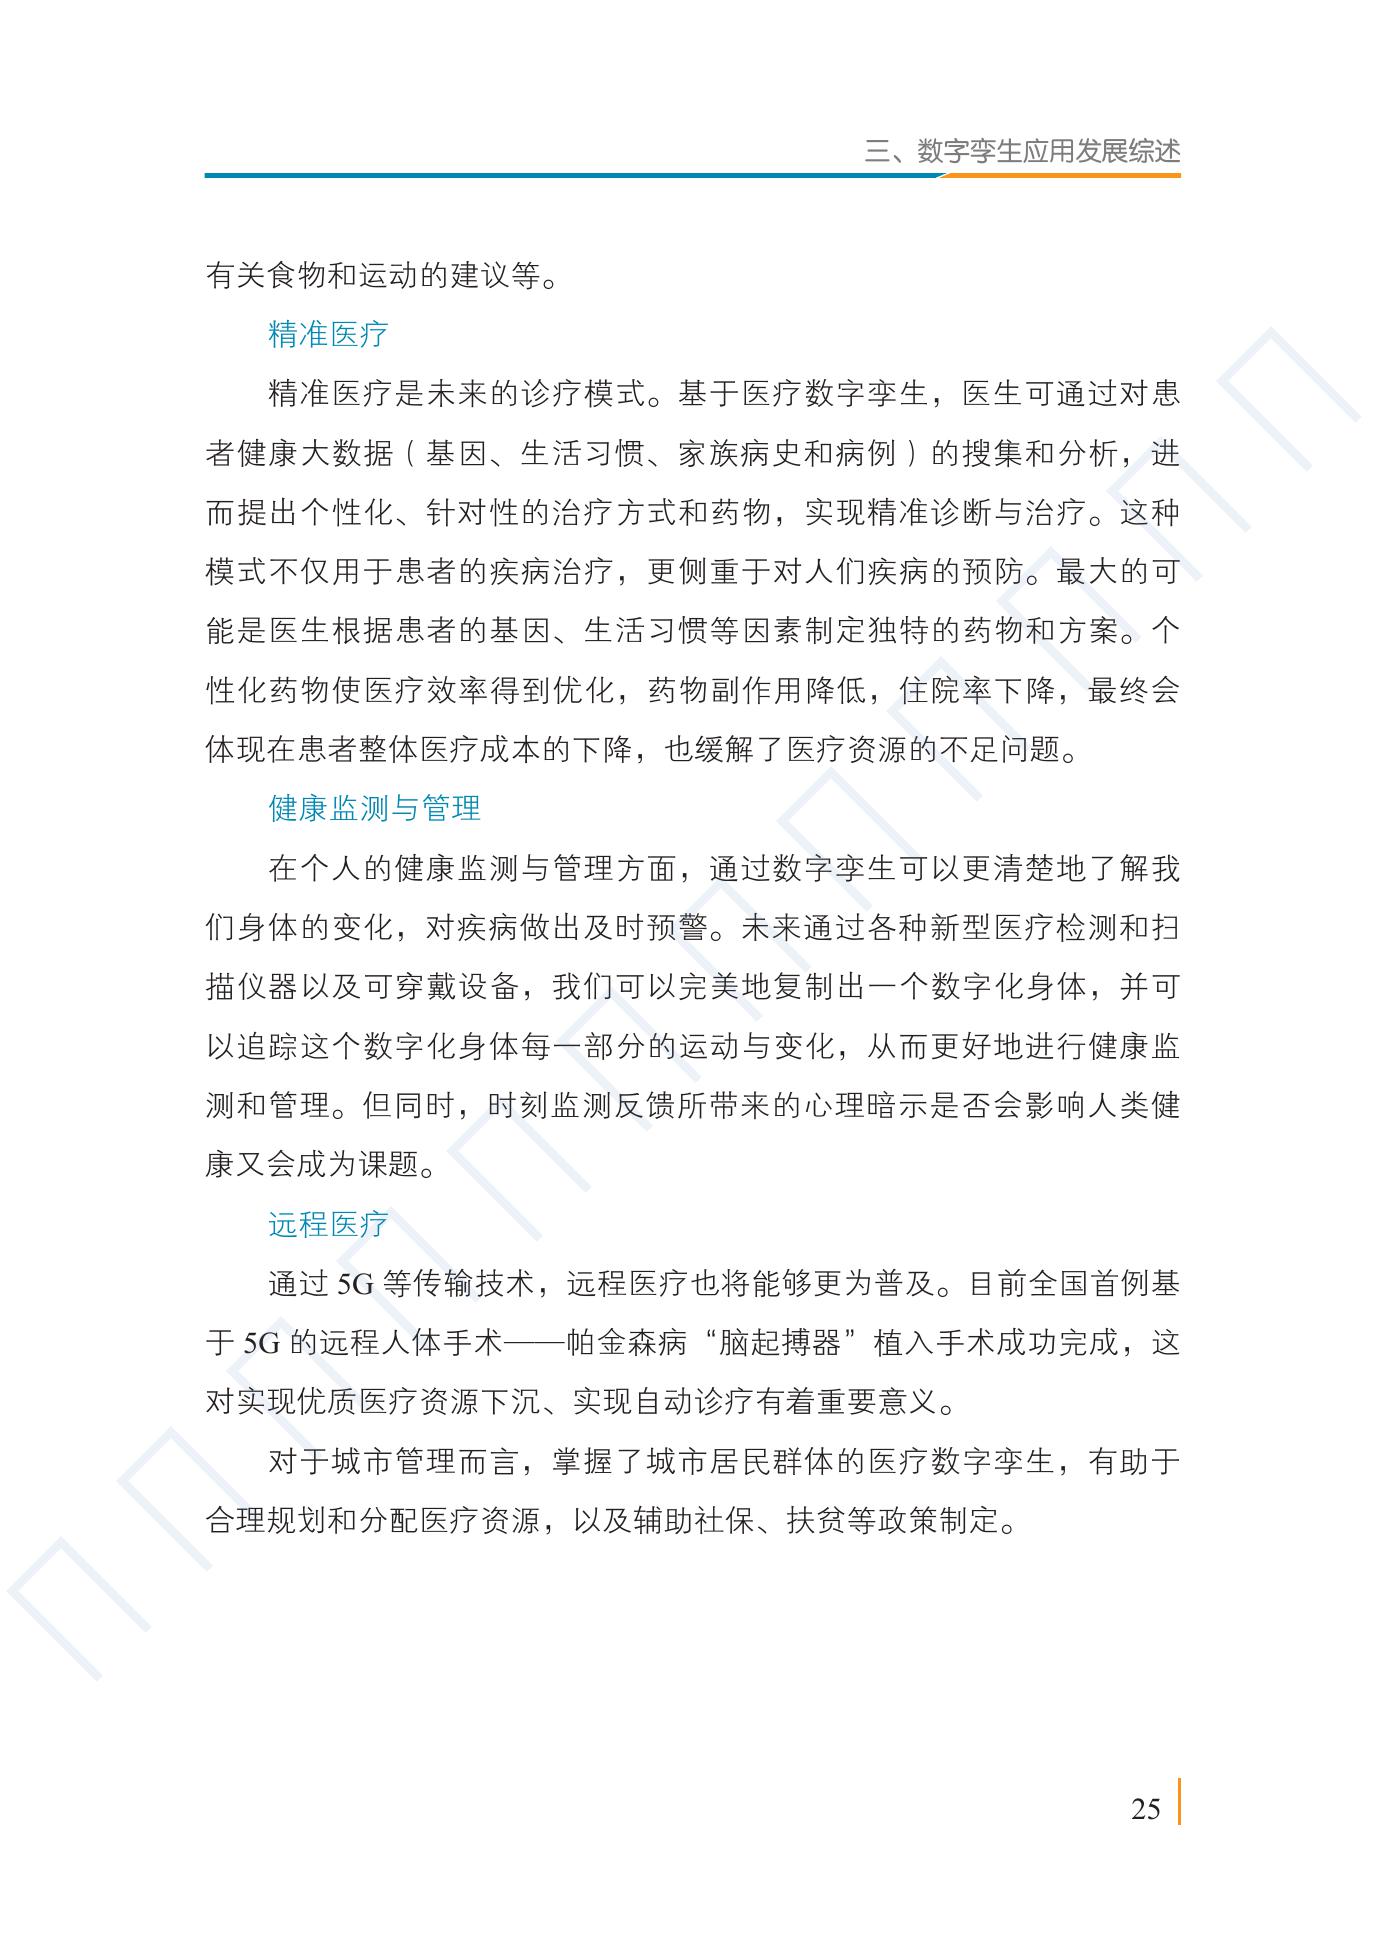 三、数字孪生应用发展综述
有关食物和运动的建议等。
精准医疗
精准医疗是未来的诊疗模式。基于医疗数字孪生，医生可通过对患
者健康大数据（基因、生活习惯、家族病史和病例）的搜集和分析，进
而提出个性化、针对性的治疗方式和药物，实现精准诊断与治疗。这种
模式不仅用于患者的疾病治疗，更侧重于对人们疾病的预防。最大的可
能是医生根据患者的基因、生活习惯等因素制定独特的药物和方案。个
性化药物使医疗效率得到优化，药物副作用降低，住院率下降，最终会
体现在患者整体医疗成本的下降，也缓解了医疗资源的不足问题。
健康监测与管理
在个人的健康监测与管理方面，通过数字孪生可以更清楚地了解我
们身体的变化，对疾病做出及时预警。未来通过各种新型医疗检测和扫
描仪器以及可穿戴设备，我们可以完美地复制出一个数字化身体，并可
以追踪这个数字化身体每一部分的运动与变化，从而更好地进行健康监
测和管理。但同时，时刻监测反馈所带来的心理暗示是否会影响人类健
康又会成为课题。
远程医疗
通过 5G 等传输技术，远程医疗也将能够更为普及。目前全国首例基
于 5G 的远程人体手术——帕金森病“脑起搏器”植入手术成功完成，这
对实现优质医疗资源下沉、实现自动诊疗有着重要意义。
对于城市管理而言，掌握了城市居民群体的医疗数字孪生，有助于
合理规划和分配医疗资源，以及辅助社保、扶贫等政策制定。
25